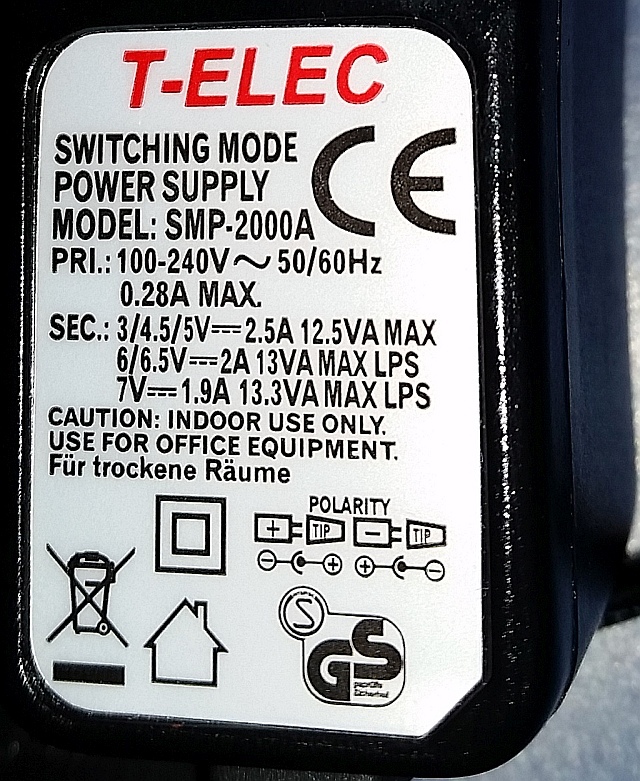 T-ELEC
SWITCHING MODE
POWER SUPPLY
MODEL: SMP-2000A
CE
PRI.: 100-240V~ 50/60Hz
0.28A MAX.
SEC.: 3/4.5/5V⎓2.5A 12.5VA MAX
6/6.5V⎓2A 13VA MAX LPS
7V⎓1.9A 13.3VA MAX LPS
CAUTION: INDOOR USE ONLY.
USE FOR OFFICE EQUIPMENT.
Für trockene Räume
POLARITY
+ TIP − TIP
− + + −
S
GS
geprüfte
Sicherheit